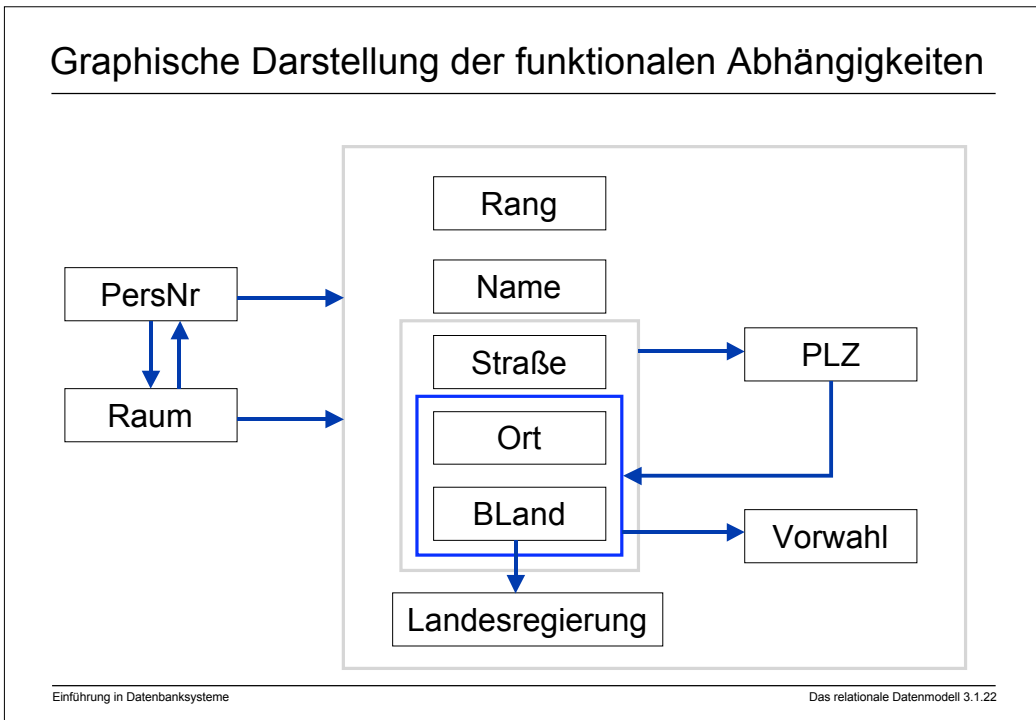 Graphische Darstellung der funktionalen Abhängigkeiten
Rang
PersNr
Name
Straße
PLZ
Raum
Ort
BLand
Vorwahl
Landesregierung
Einführung in Datenbanksysteme
Das relationale Datenmodell 3.1.22